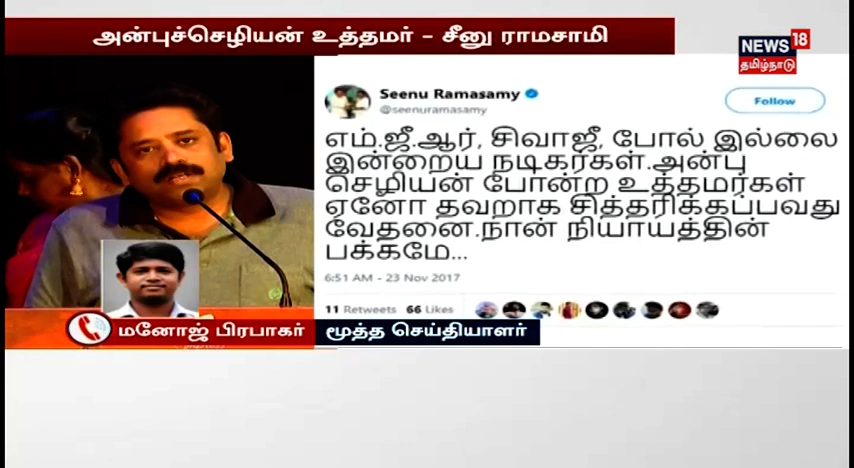 அன்புச்செழியன் உத்தமர் – சீனு ராமசாமி
NEWS 18
தமிழ்நாடு
Seenu Ramasamy
@seenuramasamy
Follow
எம்.ஜீ.ஆர், சிவாஜீ, போல் இல்லை
இன்றைய நடிகர்கள்.அன்பு
செழியன் போன்ற உத்தமர்கள்
ஏனோ தவறாக சித்தரிக்கப்பவது
வேதனை.நான் நியாயத்தின்
பக்கமே...
6:51 AM - 23 Nov 2017
11 Retweets 66 Likes
மனோஜ் பிரபாகர் மூத்த செய்தியாளர்